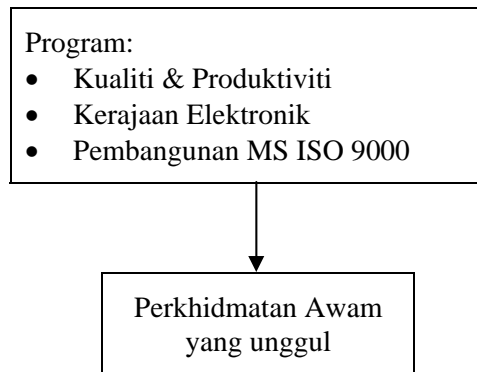 Program:
• Kualiti & Produktiviti
• Kerajaan Elektronik
• Pembangunan MS ISO 9000
Perkhidmatan Awam
yang unggul